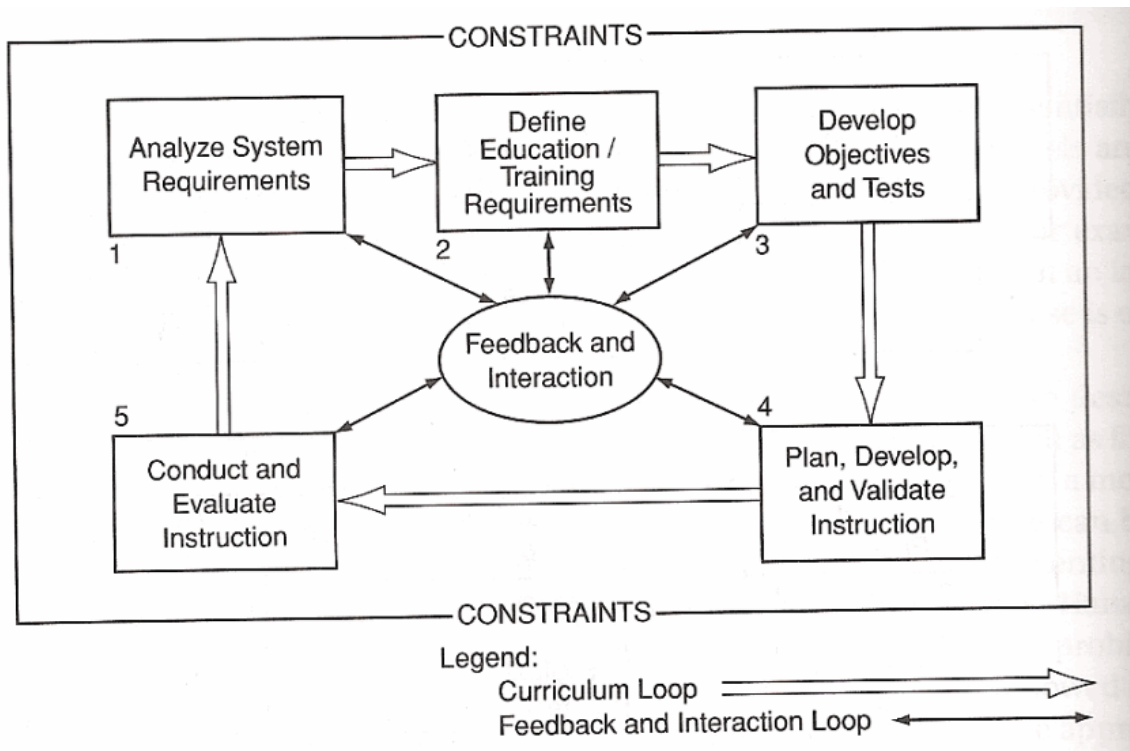 CONSTRAINTS
Analyze System
Requirements
1
Define
Education /
Training
Requirements
2
Develop
Objectives
and Tests
3
Feedback and
Interaction
4
Plan, Develop,
and Validate
Instruction
5
Conduct and
Evaluate
Instruction
CONSTRAINTS
Legend:
Curriculum Loop
Feedback and Interaction Loop